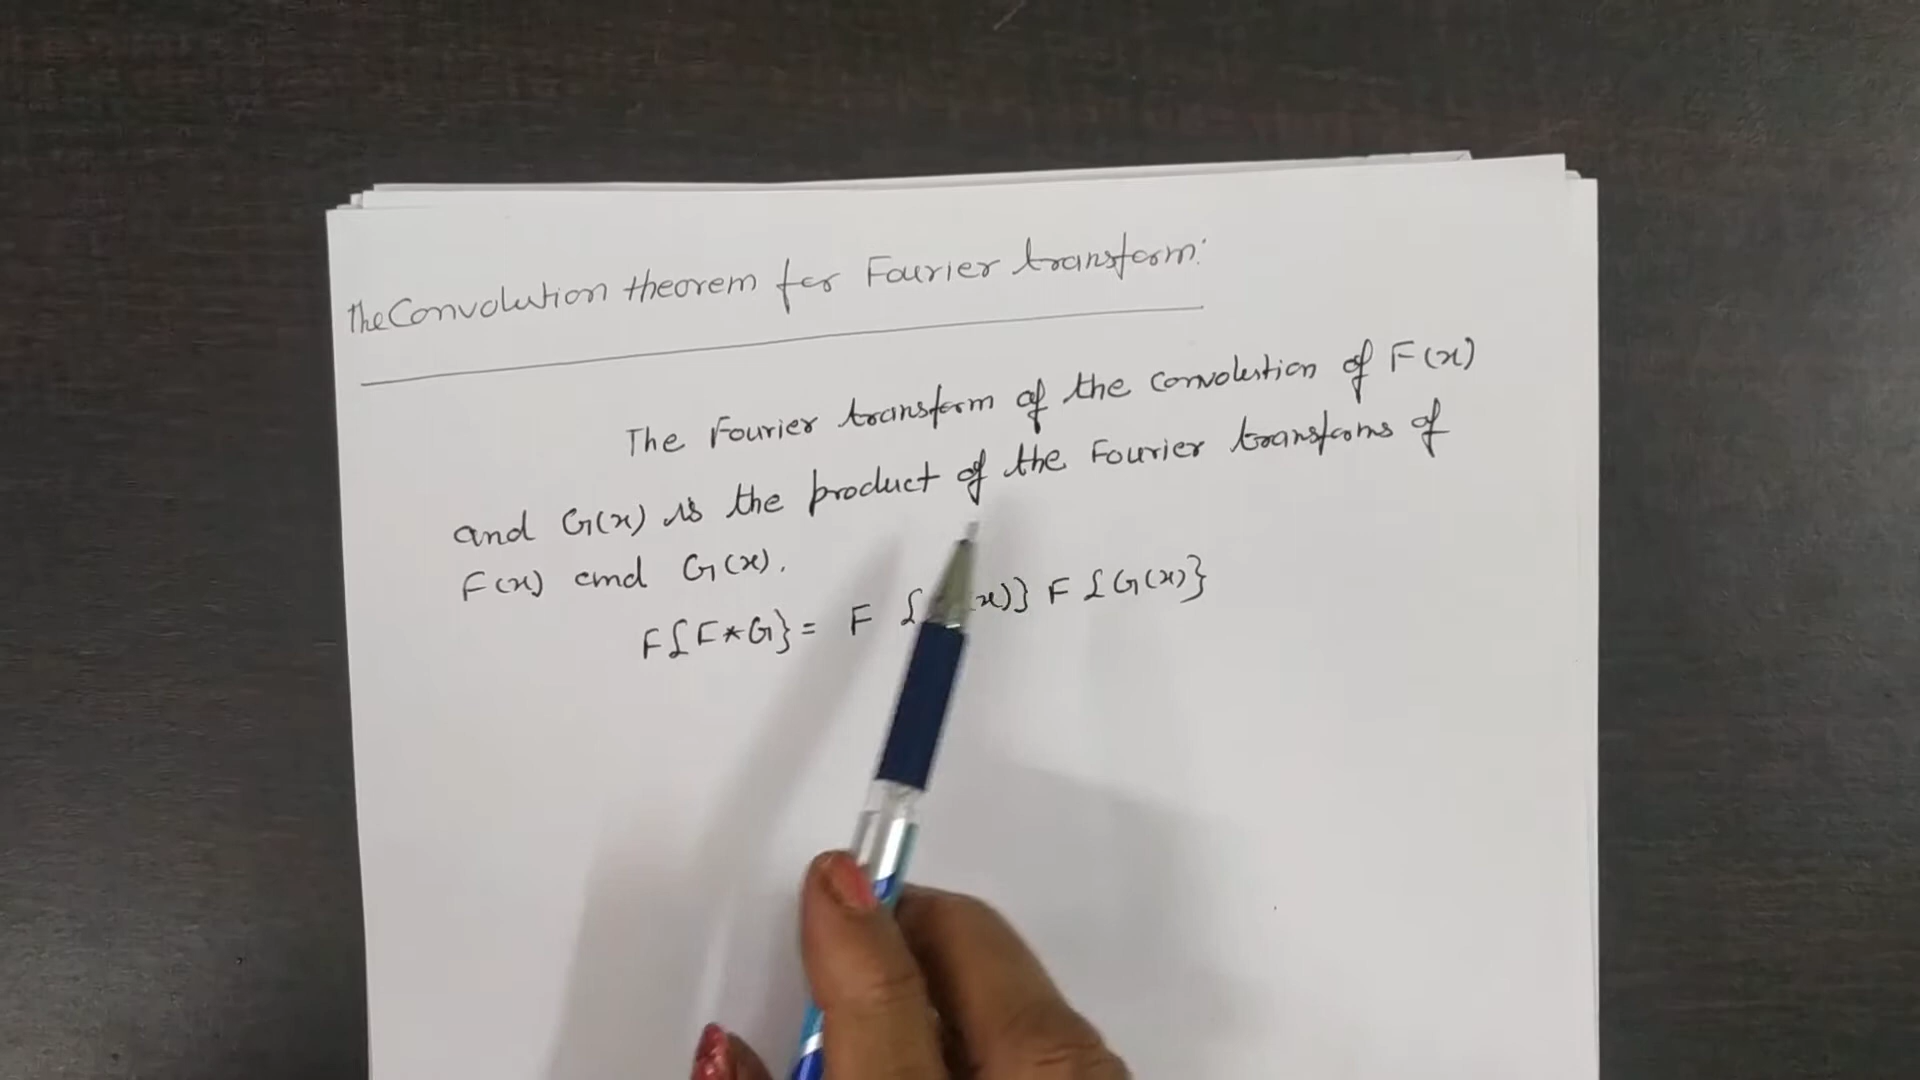 The Convolution theorem for Fourier transform:
The Fourier transform of the convolution of F(x)
and G(x) is the product of the Fourier transforms of
F(x) and G(x).
F{F*G} = F { x)} F {G(x)}